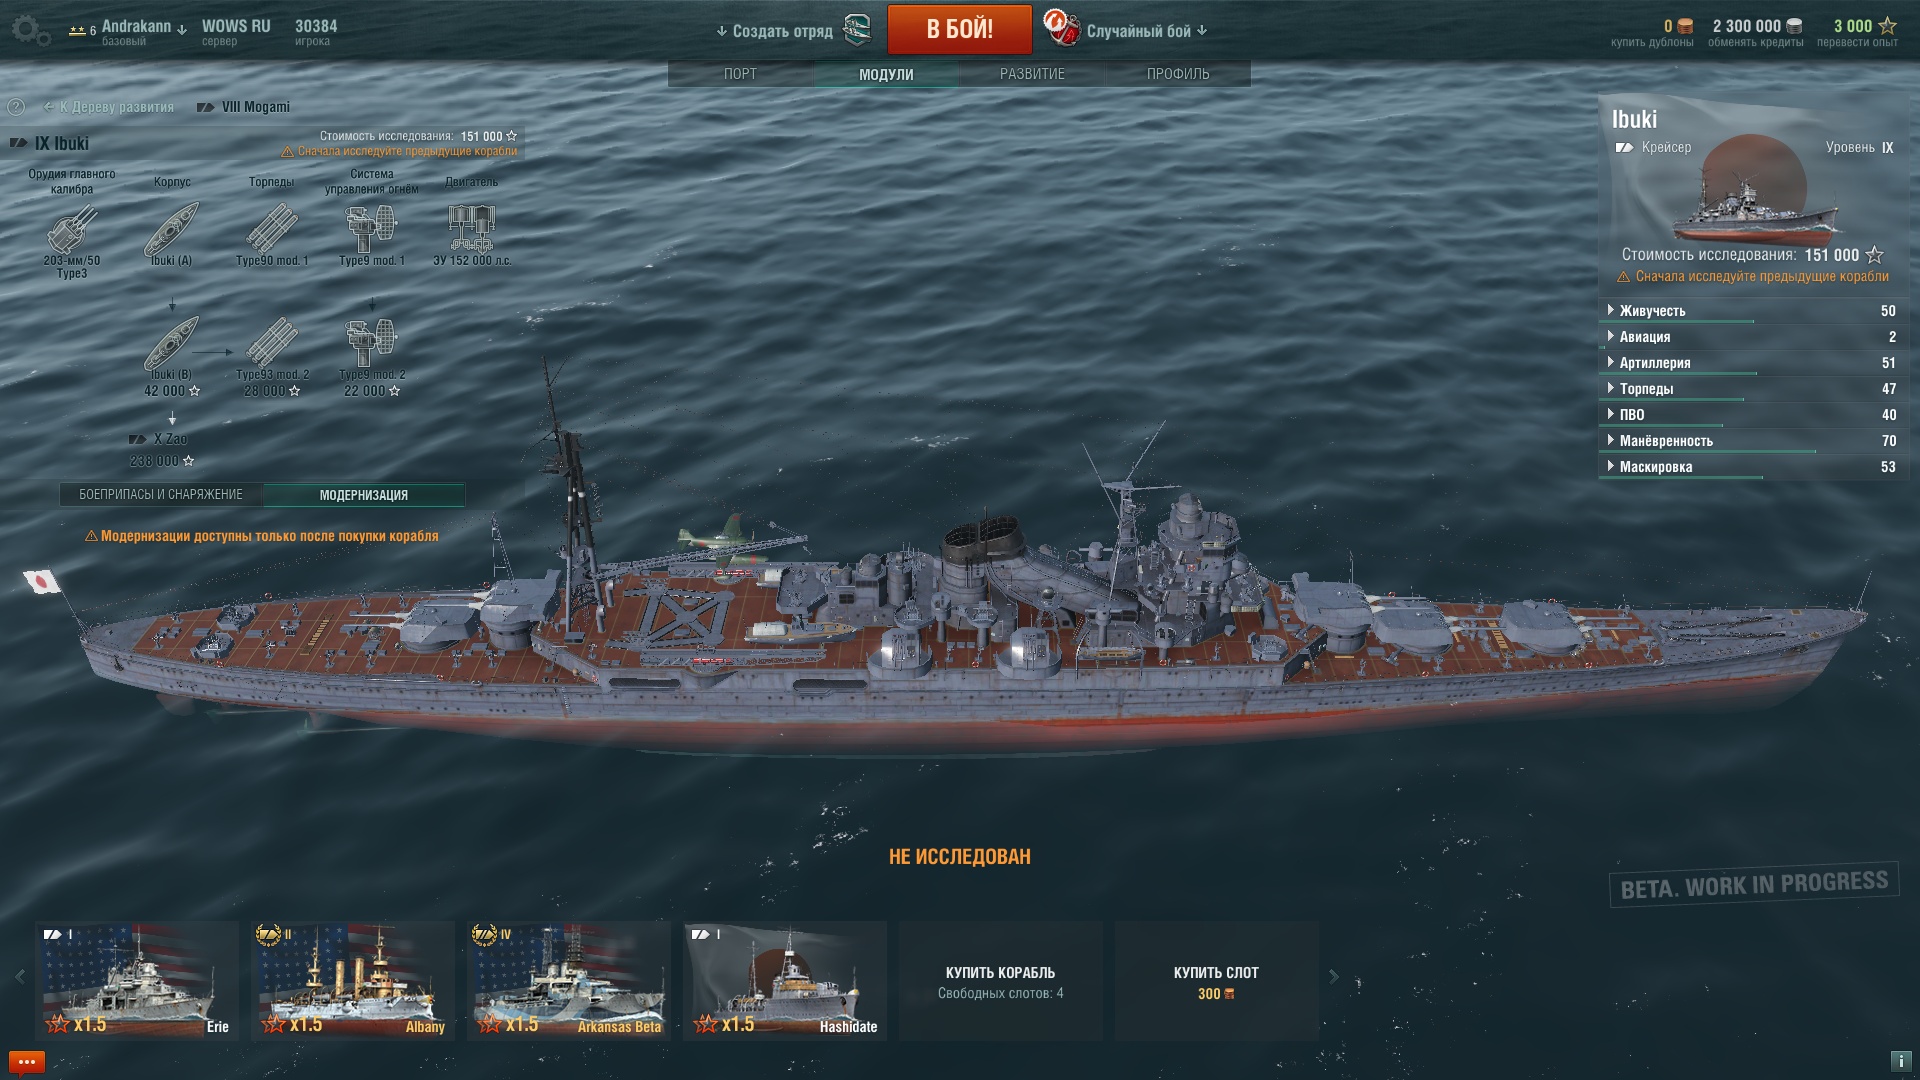 6 Andrakann
базовый
WOWS RU
сервер
30384
игрока
Создать отряд
В БОЙ!
Случайный бой
0
купить дублоны
2 300 000
обменять кредиты
3 000
перевести опыт
ПОРТ
МОДУЛИ
РАЗВИТИЕ
ПРОФИЛЬ
? ← К Дереву развития
VIII Mogami
IX Ibuki
Стоимость исследования: 151 000
Сначала исследуйте предыдущие корабли
Орудия главного
калибра
Корпус
Торпеды
Система
управления огнём
Двигатель
203-мм/50
Type3
Ibuki (A)
Type90 mod. 1
Type9 mod. 1
ЭУ 152 000 л.с.
Ibuki (B)
42 000
Type93 mod. 2
28 000
Type9 mod. 2
22 000
X Zao
238 000
БОЕПРИПАСЫ И СНАРЯЖЕНИЕ
МОДЕРНИЗАЦИЯ
Модернизации доступны только после покупки корабля
Ibuki
Крейсер
Уровень IX
Стоимость исследования: 151 000
Сначала исследуйте предыдущие корабли
Живучесть 50
Авиация 2
Артиллерия 51
Торпеды 47
ПВО 40
Манёвренность 70
Маскировка 53
НЕ ИССЛЕДОВАН
BETA. WORK IN PROGRESS
I
x1.5
Erie
II
x1.5
Albany
IV
x1.5
Arkansas Beta
I
x1.5
Hashidate
КУПИТЬ КОРАБЛЬ
Свободных слотов: 4
КУПИТЬ СЛОТ
300
i